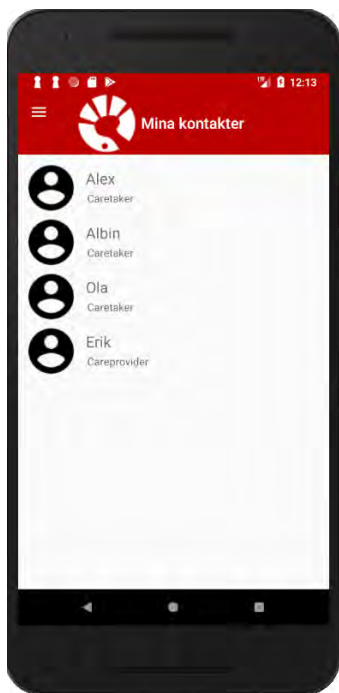 12:13
Mina kontakter
Alex
Caretaker
Albin
Caretaker
Ola
Caretaker
Erik
Careprovider